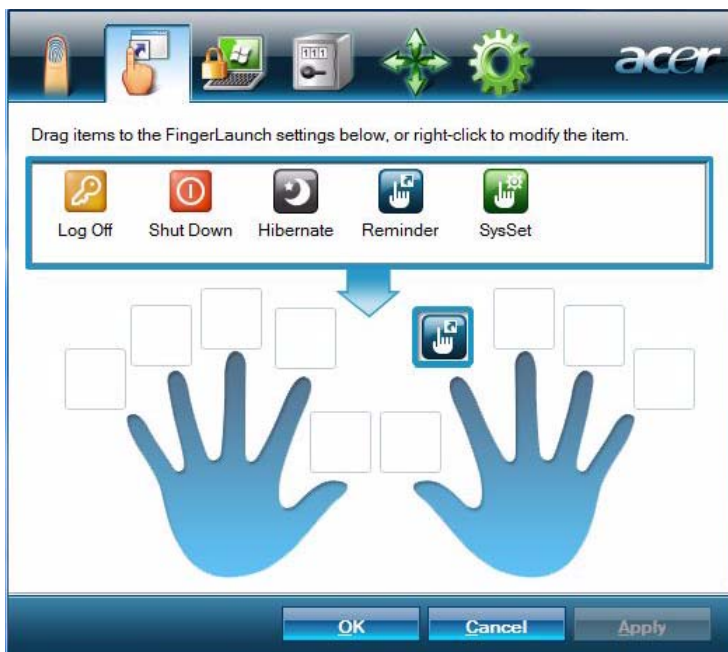 acer
Drag items to the FingerLaunch settings below, or right-click to modify the item.
Log Off Shut Down Hibernate Reminder SysSet
OK Cancel Apply